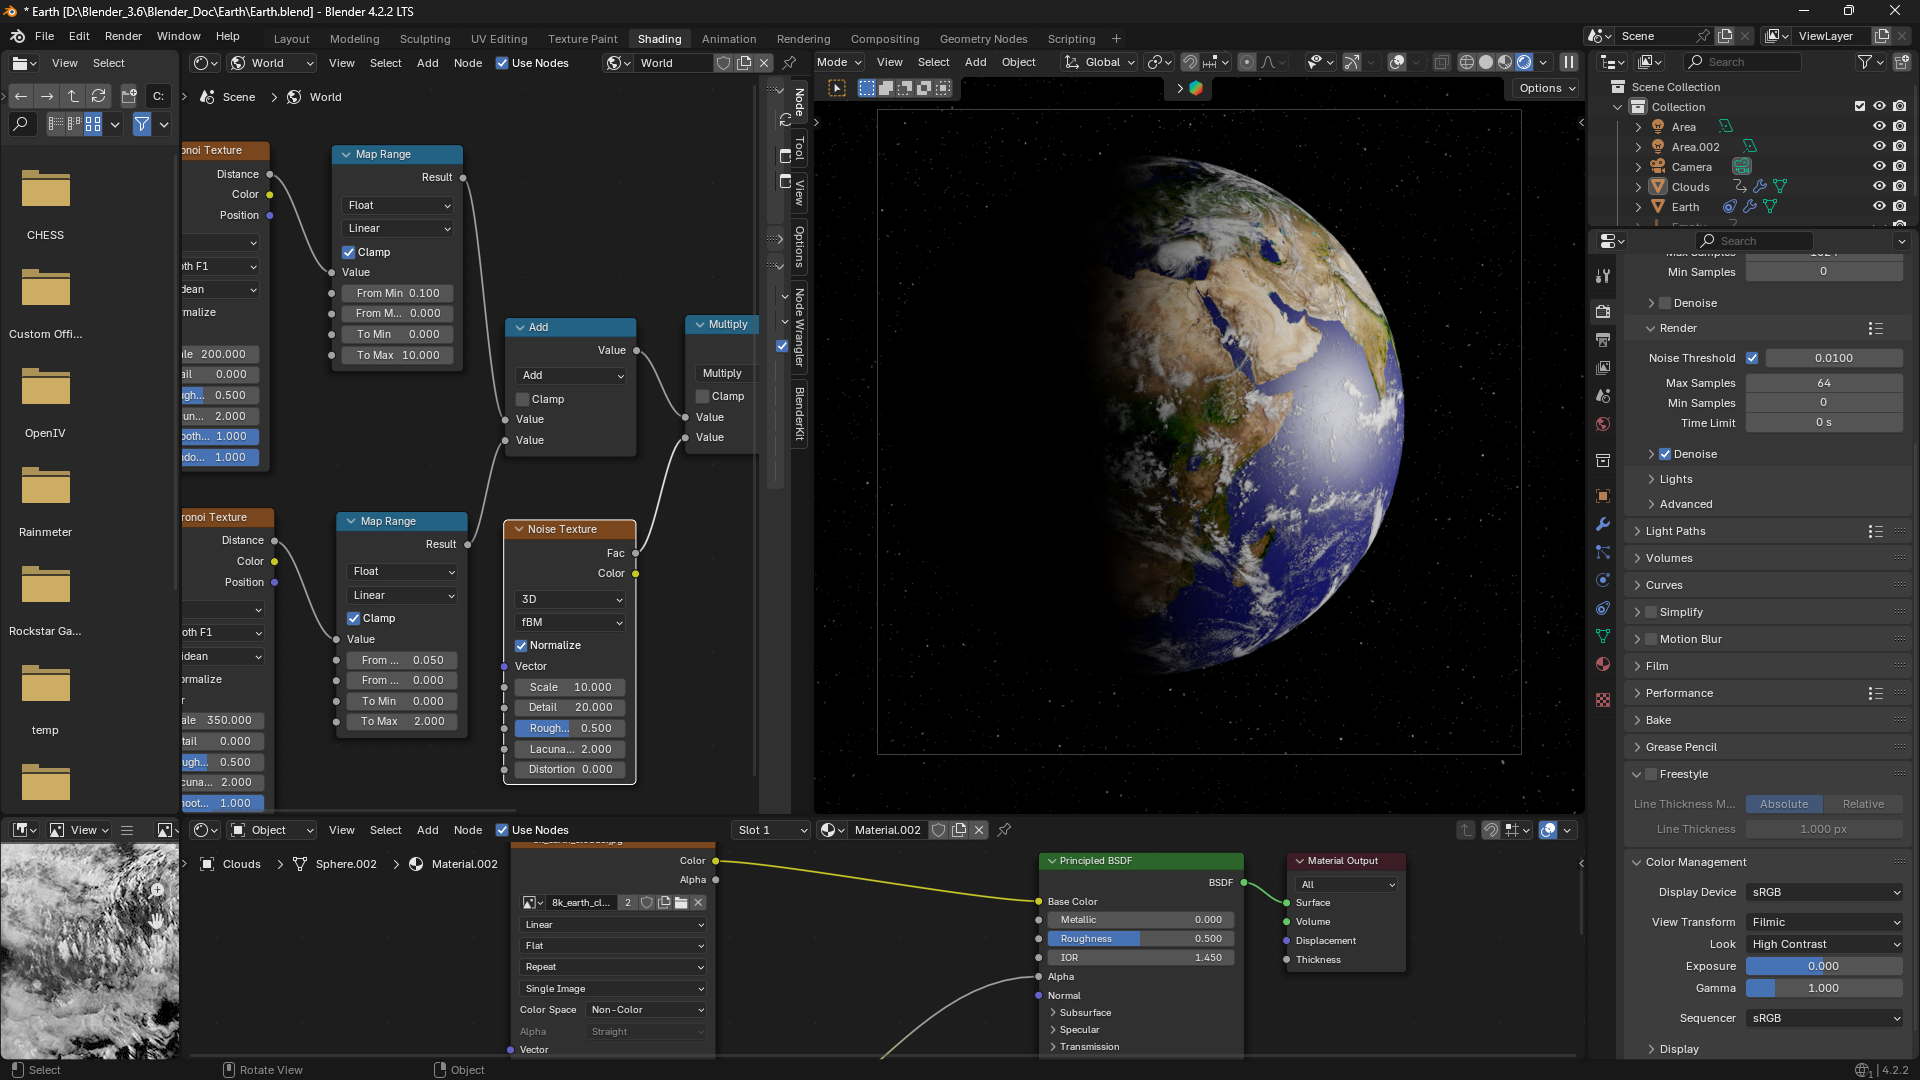 * Earth [D:\Blender_3.6\Blender_Doc\Earth\Earth.blend] - Blender 4.2.2 LTS
File Edit Render Window Help
Layout Modeling Sculpting UV Editing Texture Paint Shading Animation Rendering Compositing Geometry Nodes Scripting +
Scene
ViewLayer
View Select
World View Select Add Node Use Nodes World
Mode View Select Add Object Global
Search
C:
Scene > World
Options
CHESS
Custom Offi...
OpenIV
Rainmeter
Rockstar Ga...
temp
onoi Texture
Distance
Color
Position
oth F1
dean
malize
ale 200.000
ail 0.000
ugh... 0.500
un... 2.000
ooth... 1.000
ndo... 1.000
Map Range
Result
Float
Linear
Clamp
Value
From Min 0.100
From M... 0.000
To Min 0.000
To Max 10.000
Add
Value
Add
Clamp
Value
Value
Multiply
Multiply
Clamp
Value
Value
ronoi Texture
Distance
Color
Position
oth F1
idean
ormalize
r
ale 350.000
tail 0.000
ugh... 0.500
cuna... 2.000
moot... 1.000
Map Range
Result
Float
Linear
Clamp
Value
From ... 0.050
From ... 0.000
To Min 0.000
To Max 2.000
Noise Texture
Fac
Color
3D
fBM
Normalize
Vector
Scale 10.000
Detail 20.000
Rough... 0.500
Lacuna... 2.000
Distortion 0.000
Node
Tool
View
Options
Node Wrangler
BlenderKit
Scene Collection
Collection
Area
Area.002
Camera
Clouds
Earth
Search
Min Samples 0
Denoise
Render
Noise Threshold 0.0100
Max Samples 64
Min Samples 0
Time Limit 0 s
Denoise
Lights
Advanced
Light Paths
Volumes
Curves
Simplify
Motion Blur
Film
Performance
Bake
Grease Pencil
Freestyle
Line Thickness M... Absolute Relative
Line Thickness 1.000 px
Color Management
Display Device sRGB
View Transform Filmic
Look High Contrast
Exposure 0.000
Gamma 1.000
Sequencer sRGB
Display
View
Object View Select Add Node Use Nodes Slot 1 Material.002
Clouds > Sphere.002 > Material.002
Color
Alpha
8k_earth_cl... 2
Linear
Flat
Repeat
Single Image
Color Space Non-Color
Alpha Straight
Vector
Principled BSDF
BSDF
Base Color
Metallic 0.000
Roughness 0.500
IOR 1.450
Alpha
Normal
Subsurface
Specular
Transmission
Material Output
All
Surface
Volume
Displacement
Thickness
Select
Rotate View
Object
4.2.2